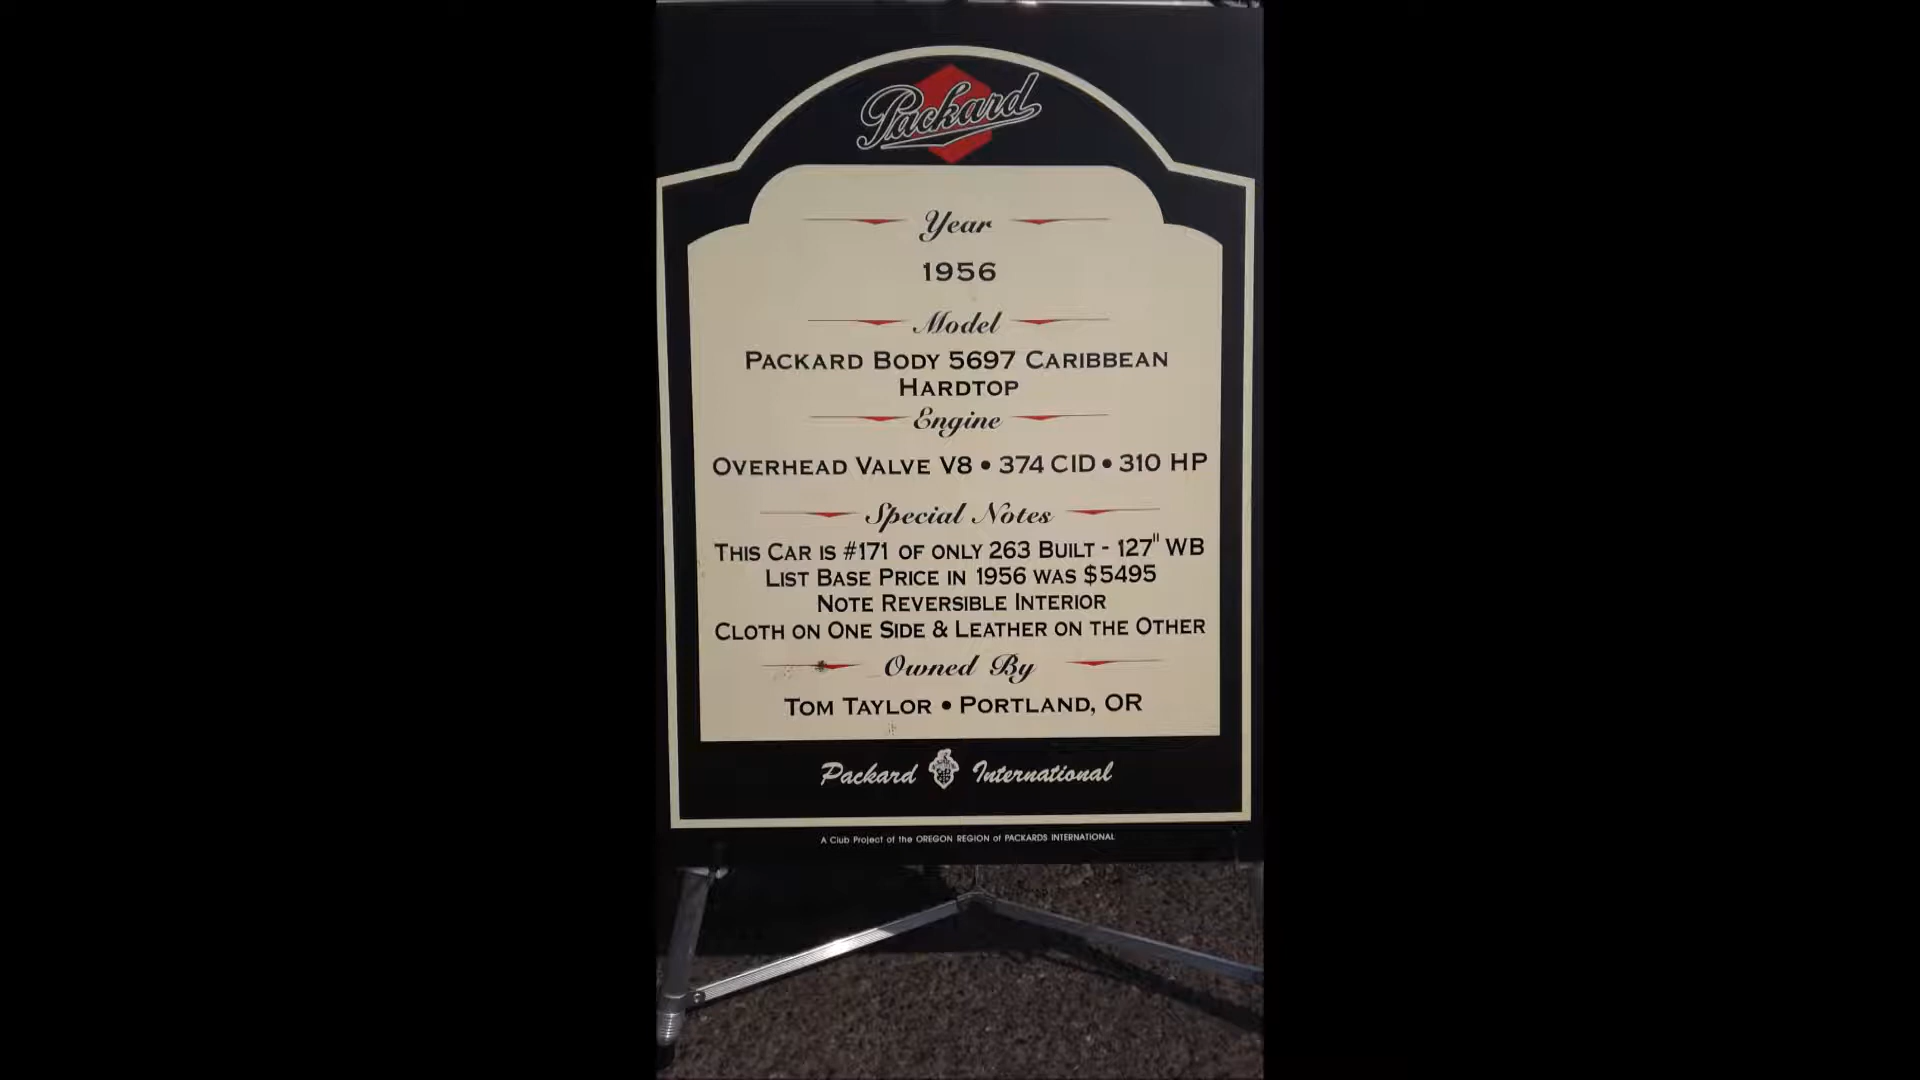 Packard
Year
1956
Model
PACKARD BODY 5697 CARIBBEAN
HARDTOP
Engine
OVERHEAD VALVE V8 • 374 CID • 310 HP
Special Notes
THIS CAR IS #171 OF ONLY 263 BUILT - 127" WB
LIST BASE PRICE IN 1956 WAS $5495
NOTE REVERSIBLE INTERIOR
CLOTH ON ONE SIDE & LEATHER ON THE OTHER
Owned By
TOM TAYLOR • PORTLAND, OR
Packard International
A Club Project of the OREGON REGION of PACKARDS INTERNATIONAL